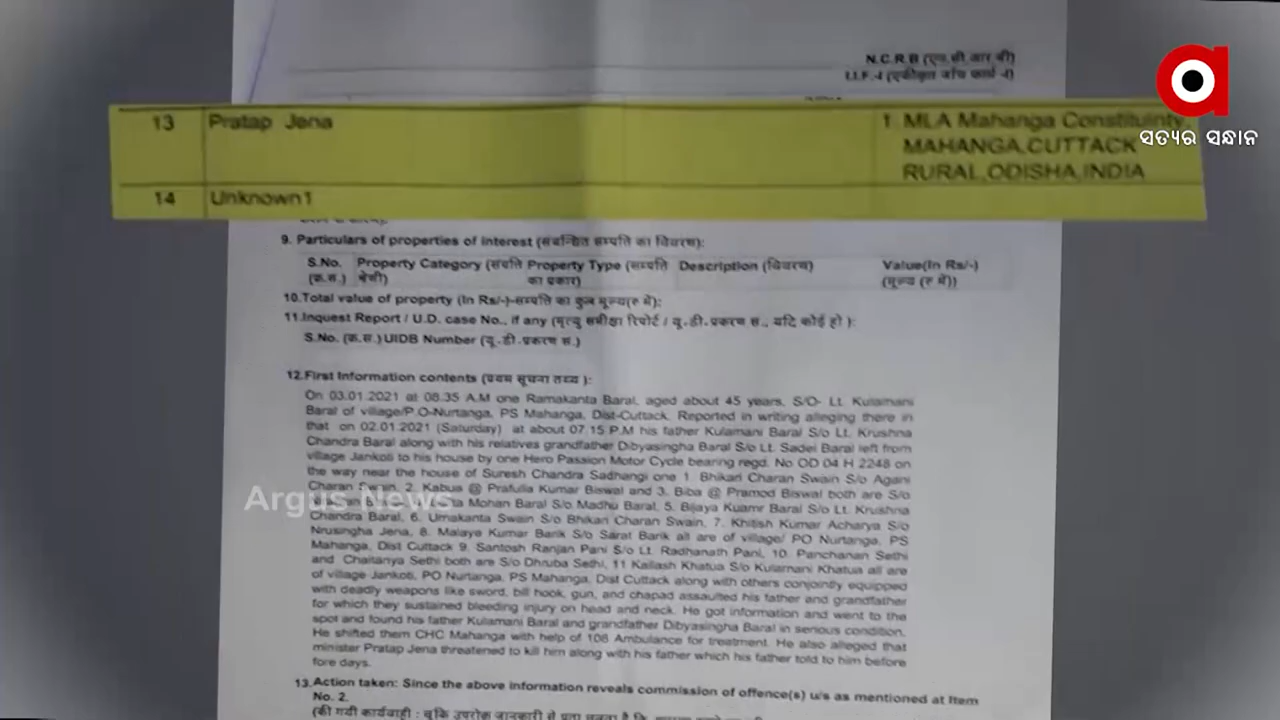 N.C.R.B (एन.सी.आर.बी)
I.I.F.-I (एकीकृत जाँच फार्म -I)
ସତ୍ୟର ସନ୍ଧାନ
13 Pratap Jena 1 MLA Mahanga Constituinty
MAHANGA,CUTTACK
RURAL,ODISHA,INDIA
14 Unknown1
9. Particulars of properties of interest (संबन्धित सम्पति का विवरण):
S.No. Property Category (संपति Property Type (सम्पति Description (विवरण) Value(In Rs/-)
(क.स.) श्रेणी) का प्रकार) (मूल्य (रु में))
10.Total value of property (In Rs/-)-सम्पति का कुल मूल्य(रु में):
11.Inquest Report / U.D. case No., if any (मृत्यु समीक्षा रिपोर्ट / यू.डी.प्रकरण स., यदि कोई हो ):
S.No. (क.स.) UIDB Number (यू.डी.प्रकरण स.)
12.First Information contents (प्रथम सूचना तथ्य ):
On 03.01.2021 at 08.35 A.M one Ramakanta Baral, aged about 45 years, S/O- Lt. Kulamani
Baral of village/P.O-Nurtanga, PS Mahanga, Dist-Cuttack. Reported in writing alleging there in
that on 02.01.2021 (Saturday) at about 07.15 P.M his father Kulamani Baral S/o Lt. Krushna
Chandra Baral along with his relatives grandfather Dibyasingha Baral S/o Lt. Sadei Baral left from
village Jankoti to his house by one Hero Passion Motor Cycle bearing regd. No OD 04 H 2248 on
the way near the house of Suresh Chandra Sadhangi one 1. Bhikari Charan Swain S/o Agani
Charan Swain, 2. Kabua @ Prafulla Kumar Biswal and 3. Biba @ Pramod Biswal both are S/o
Argus News
Mohan Baral S/o Madhu Baral, 5. Bijaya Kuamr Baral S/o Lt. Krushna
Chandra Baral, 6. Umakanta Swain S/o Bhikari Charan Swain, 7. Khitish Kumar Acharya S/o
Nrusingha Jena, 8. Malaya Kumar Barik S/o Sarat Barik all are of village/ PO Nurtanga, PS
Mahanga, Dist Cuttack 9. Santosh Ranjan Pani S/o Lt. Radhanath Pani, 10. Panchanan Sethi
and Chaitanya Sethi both are S/o Dhruba Sethi, 11 Kailash Khatua S/o Kulamani Khatua all are
of village Jankoti, PO Nurtanga, PS Mahanga, Dist Cuttack along with others conjointly equipped
with deadly weapons like sword, bill hook, gun, and chapad assaulted his father and grandfather
for which they sustained bleeding injury on head and neck. He got information and went to the
spot and found his father Kulamani Baral and grandfather Dibyasingha Baral in serious condition.
He shifted them CHC Mahanga with help of 108 Ambulance for treatment. He also alleged that
minister Pratap Jena threatened to kill him along with his father which his father told to him before
fore days.
13.Action taken: Since the above information reveals commission of offence(s) u/s as mentioned at Item
No. 2.